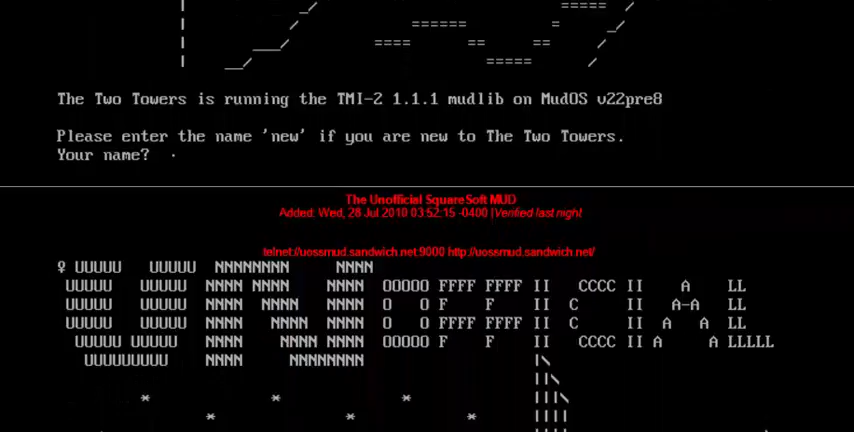 The Two Towers is running the TMI-2 1.1.1 mudlib on MudOS v22pre8
Please enter the name 'new' if you are new to The Two Towers.
Your name?
The Unofficial SquareSoft MUD
Added: Wed, 28 Jul 2010 03:52:15 -0400 | Verified last night
telnet://uossmud.sandwich.net:9000 http://uossmud.sandwich.net/
UNOFFICIAL